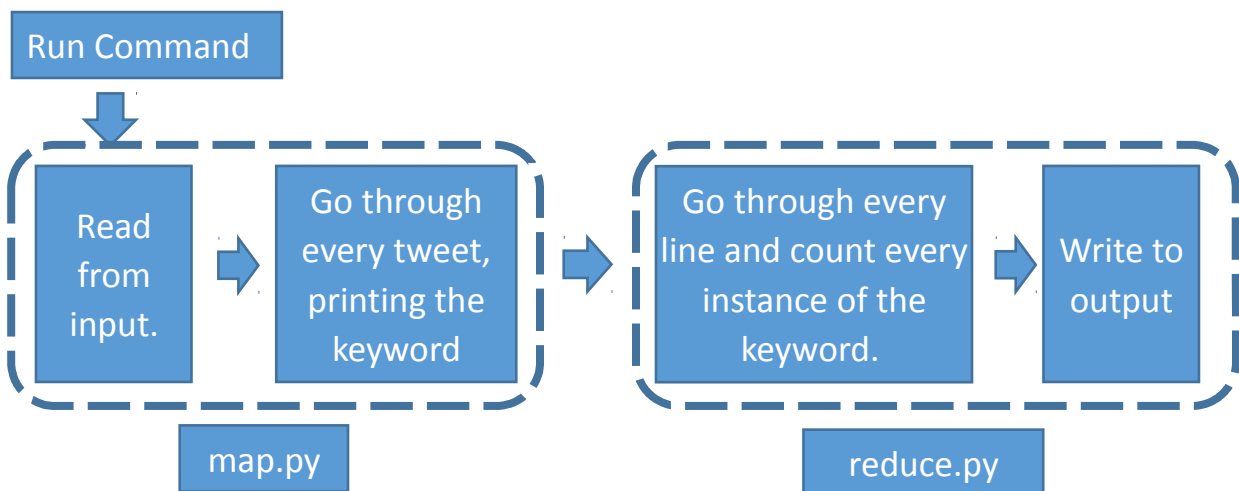 Run Command
Read
from
input.
Go through
every tweet,
printing the
keyword
Go through every
line and count every
instance of the
keyword.
Write to
output
map.py
reduce.py